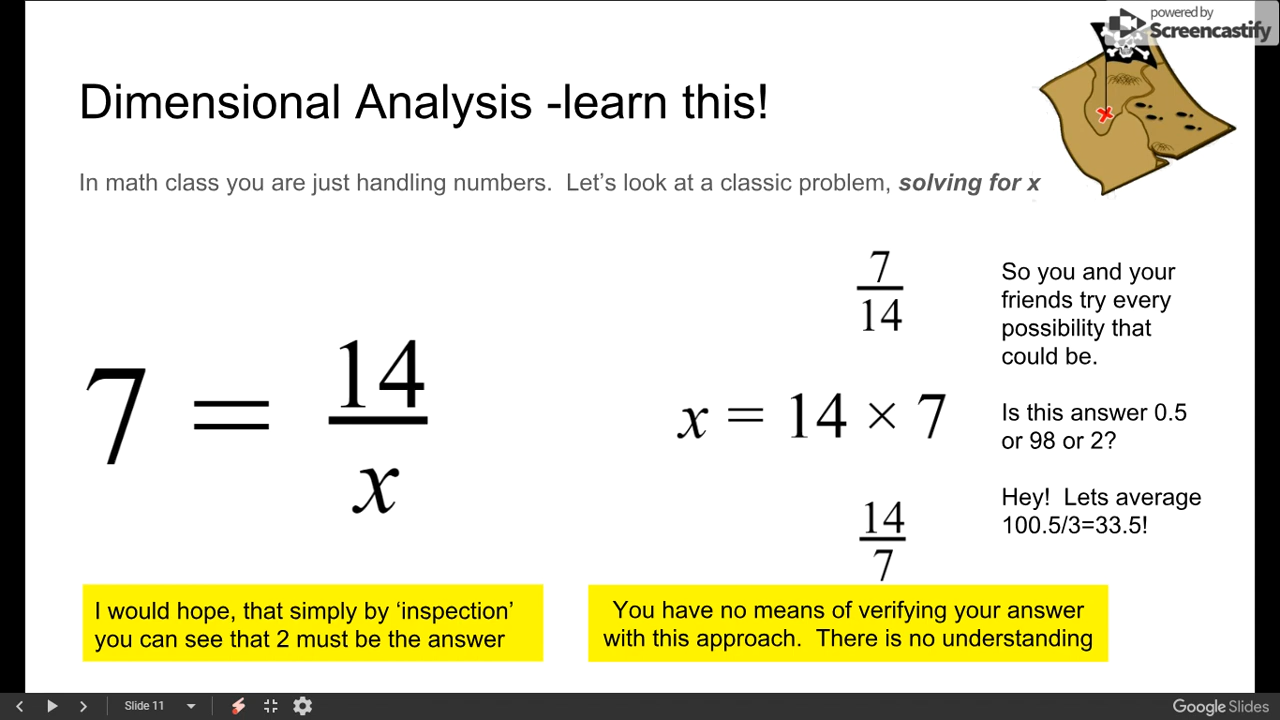 powered by
Screencastify
Dimensional Analysis -learn this!
In math class you are just handling numbers.  Let’s look at a classic problem, solving for x
7 = 14
x
7
14
x = 14 × 7
14
7
So you and your
friends try every
possibility that
could be.
Is this answer 0.5
or 98 or 2?
Hey!  Lets average
100.5/3=33.5!
I would hope, that simply by ‘inspection’
you can see that 2 must be the answer
You have no means of verifying your answer
with this approach.  There is no understanding
Slide 11
Google Slides